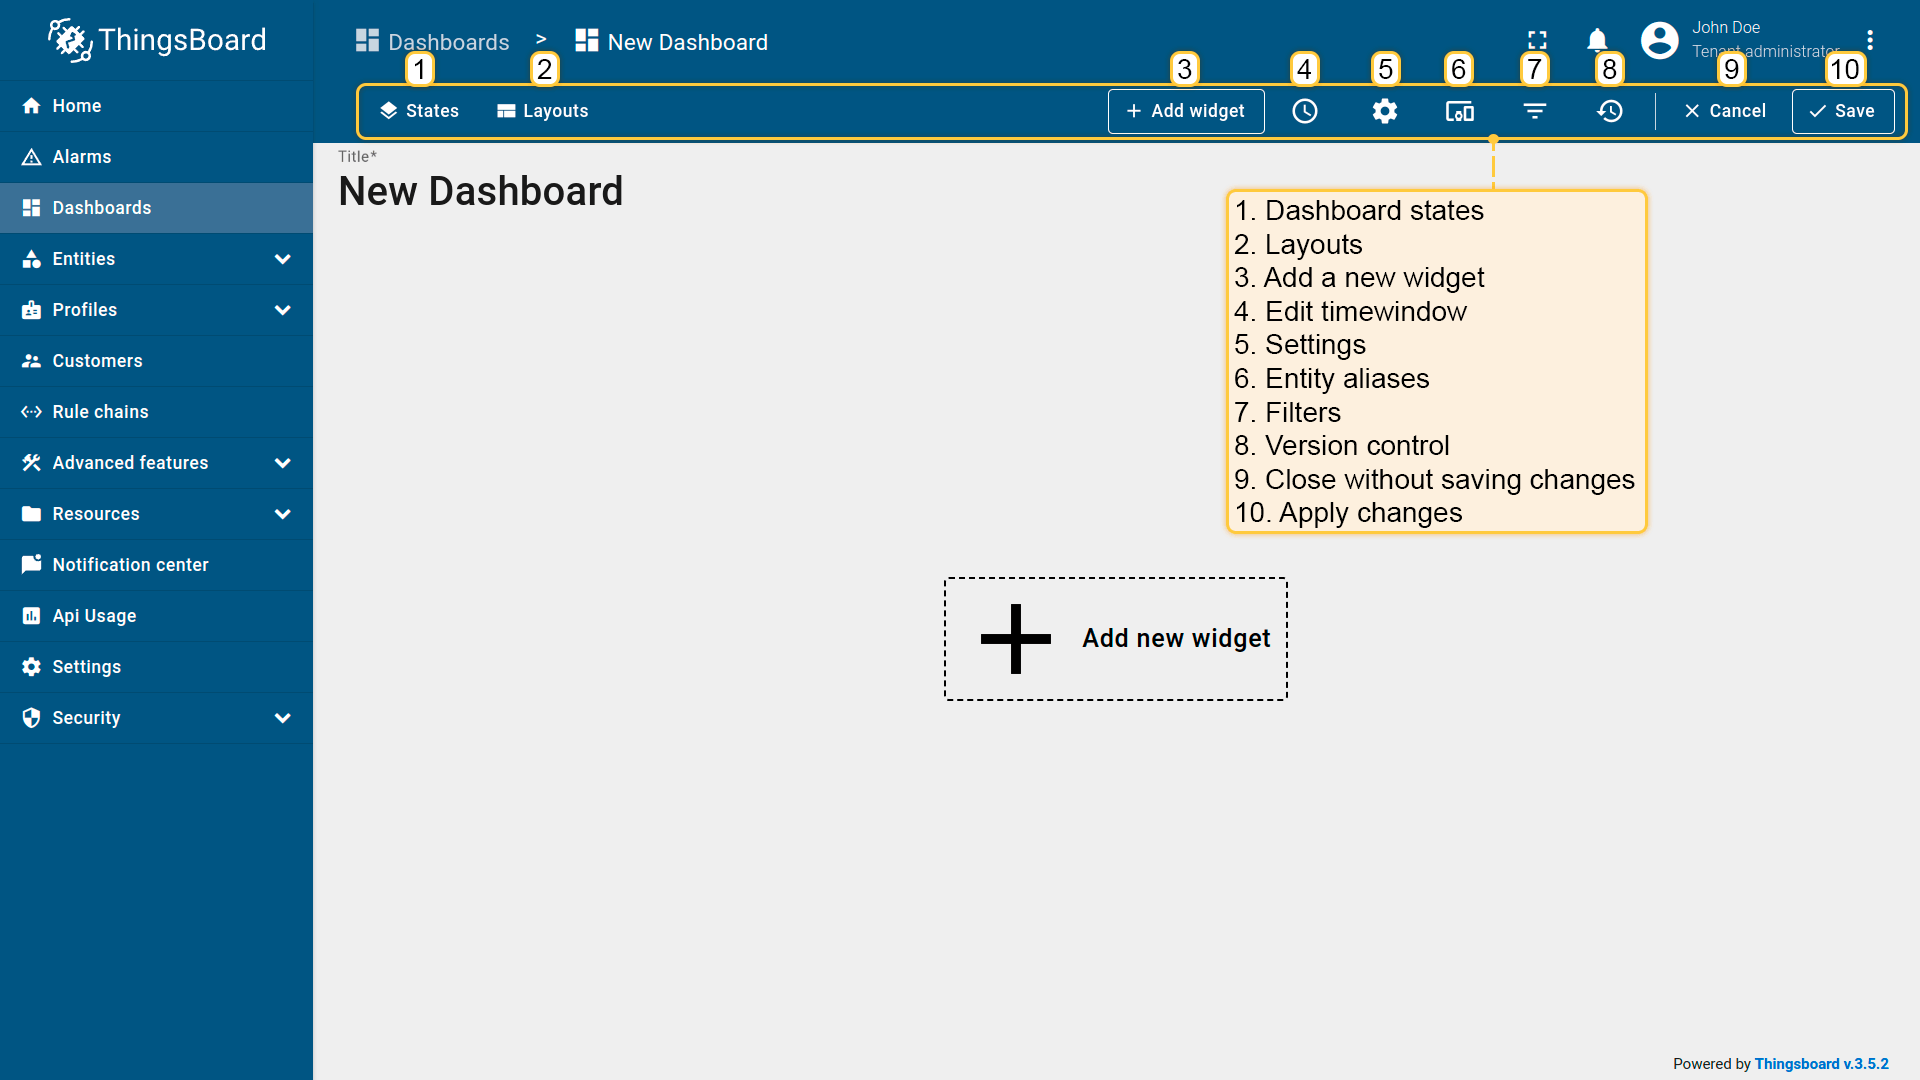 ThingsBoard
Dashboards > New Dashboard
John Doe
Tenant administrator
1 2 3 4 5 6 7 8 9 10
States Layouts + Add widget Cancel Save
Title*
New Dashboard
Home
Alarms
Dashboards
Entities
Profiles
Customers
Rule chains
Advanced features
Resources
Notification center
Api Usage
Settings
Security
1. Dashboard states
2. Layouts
3. Add a new widget
4. Edit timewindow
5. Settings
6. Entity aliases
7. Filters
8. Version control
9. Close without saving changes
10. Apply changes
Add new widget
Powered by Thingsboard v.3.5.2